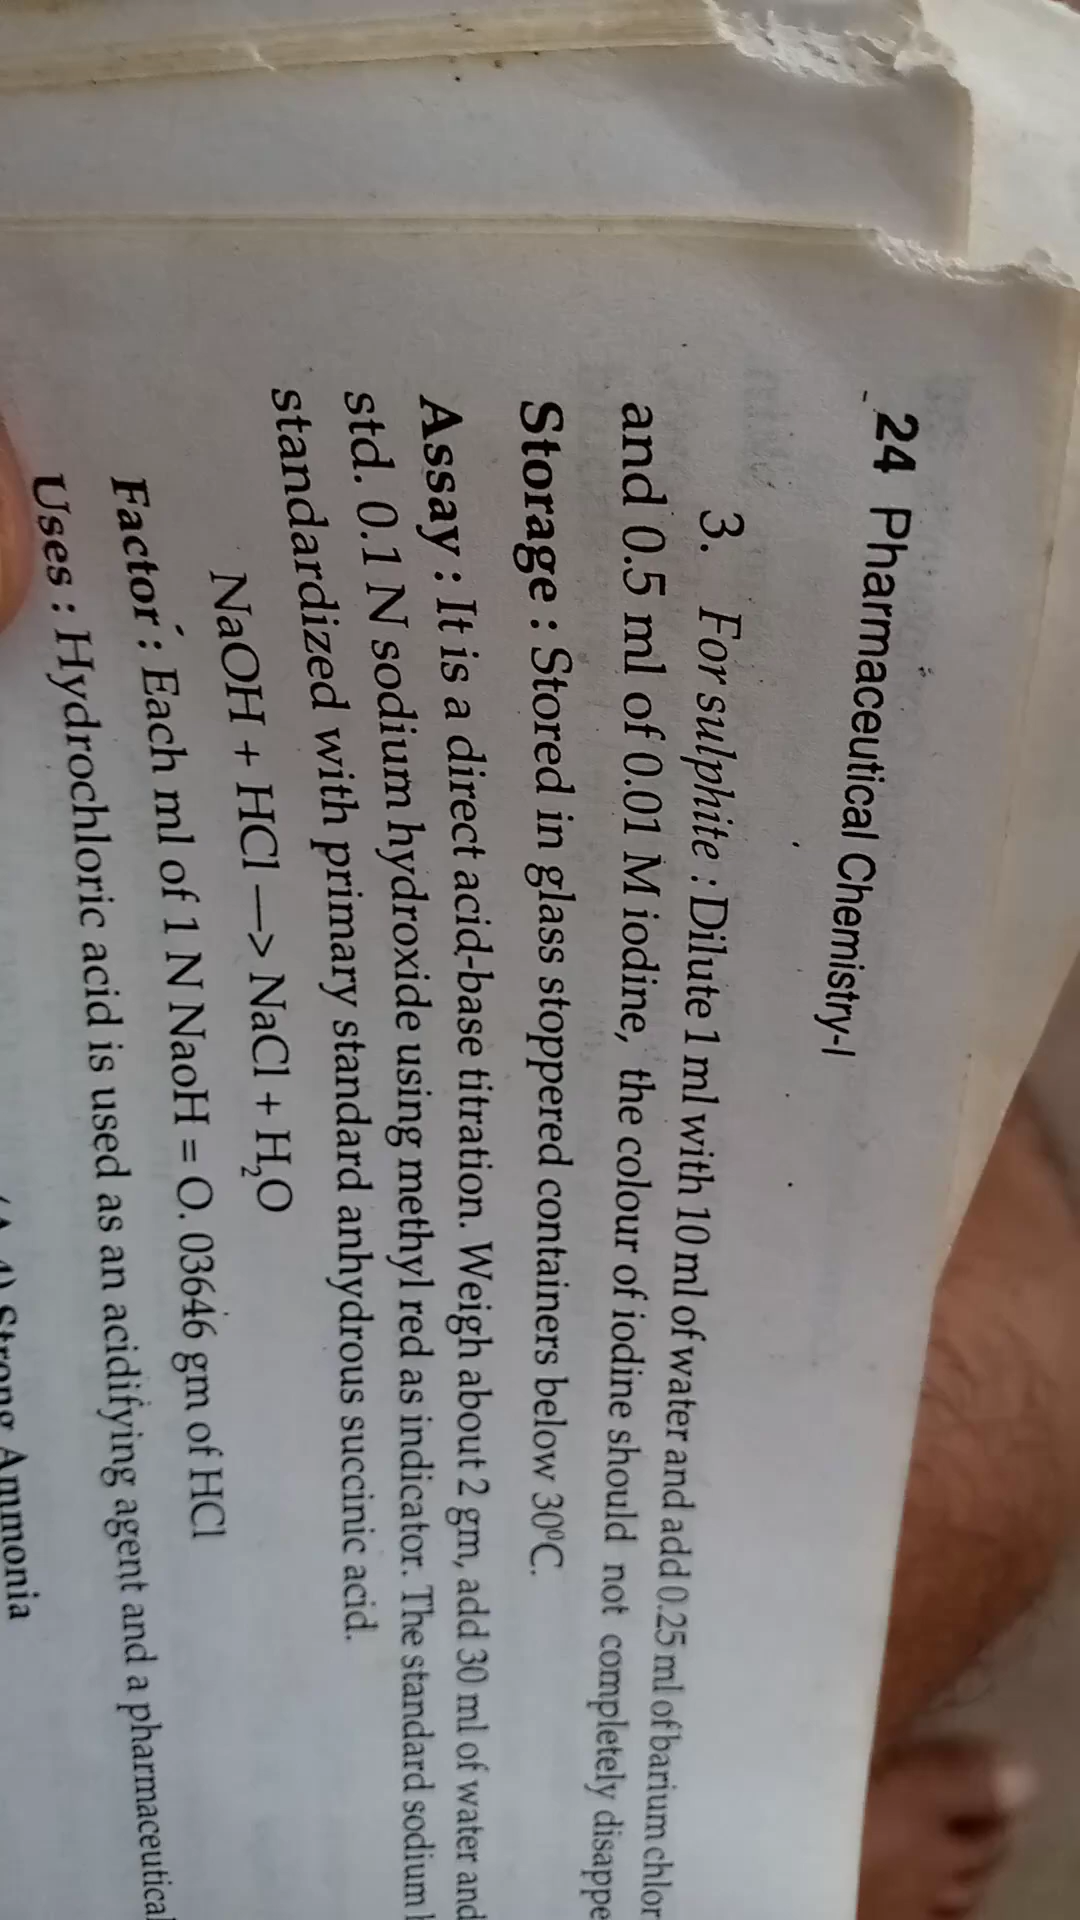 24 Pharmaceutical Chemistry-I
3. For sulphite : Dilute 1 ml with 10 ml of water and add 0.25 ml of barium chlor
and 0.5 ml of 0.01 M iodine, the colour of iodine should not completely disappe
Storage : Stored in glass stoppered containers below 30⁰C.
Assay : It is a direct acid-base titration. Weigh about 2 gm, add 30 ml of water and
std. 0.1 N sodium hydroxide using methyl red as indicator. The standard sodium
standardized with primary standard anhydrous succinic acid.
NaOH + HCl —> NaCl + H₂O
Factor : Each ml of 1 N NaoH = O. 03646 gm of HCl
Uses : Hydrochloric acid is used as an acidifying agent and a pharmaceutical
Strong Ammonia